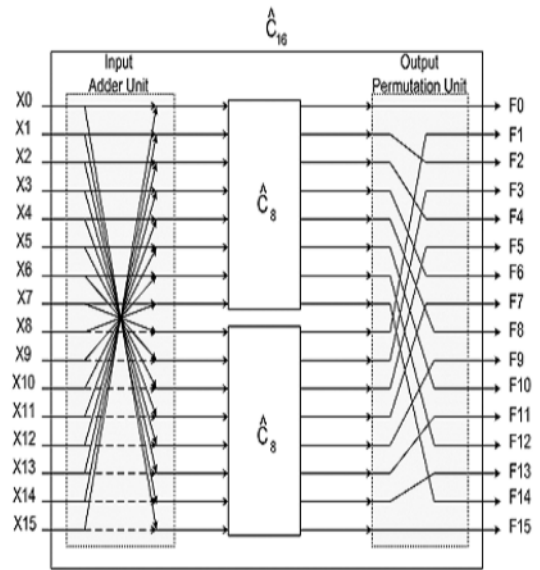 Ĉ16
Input
Adder Unit
Output
Permutation Unit
X0
F0
X1
F1
X2
F2
X3
F3
X4
F4
X5
F5
X6
F6
X7
F7
X8
F8
X9
F9
X10
F10
X11
F11
X12
F12
X13
F13
X14
F14
X15
F15
Ĉ8
Ĉ8